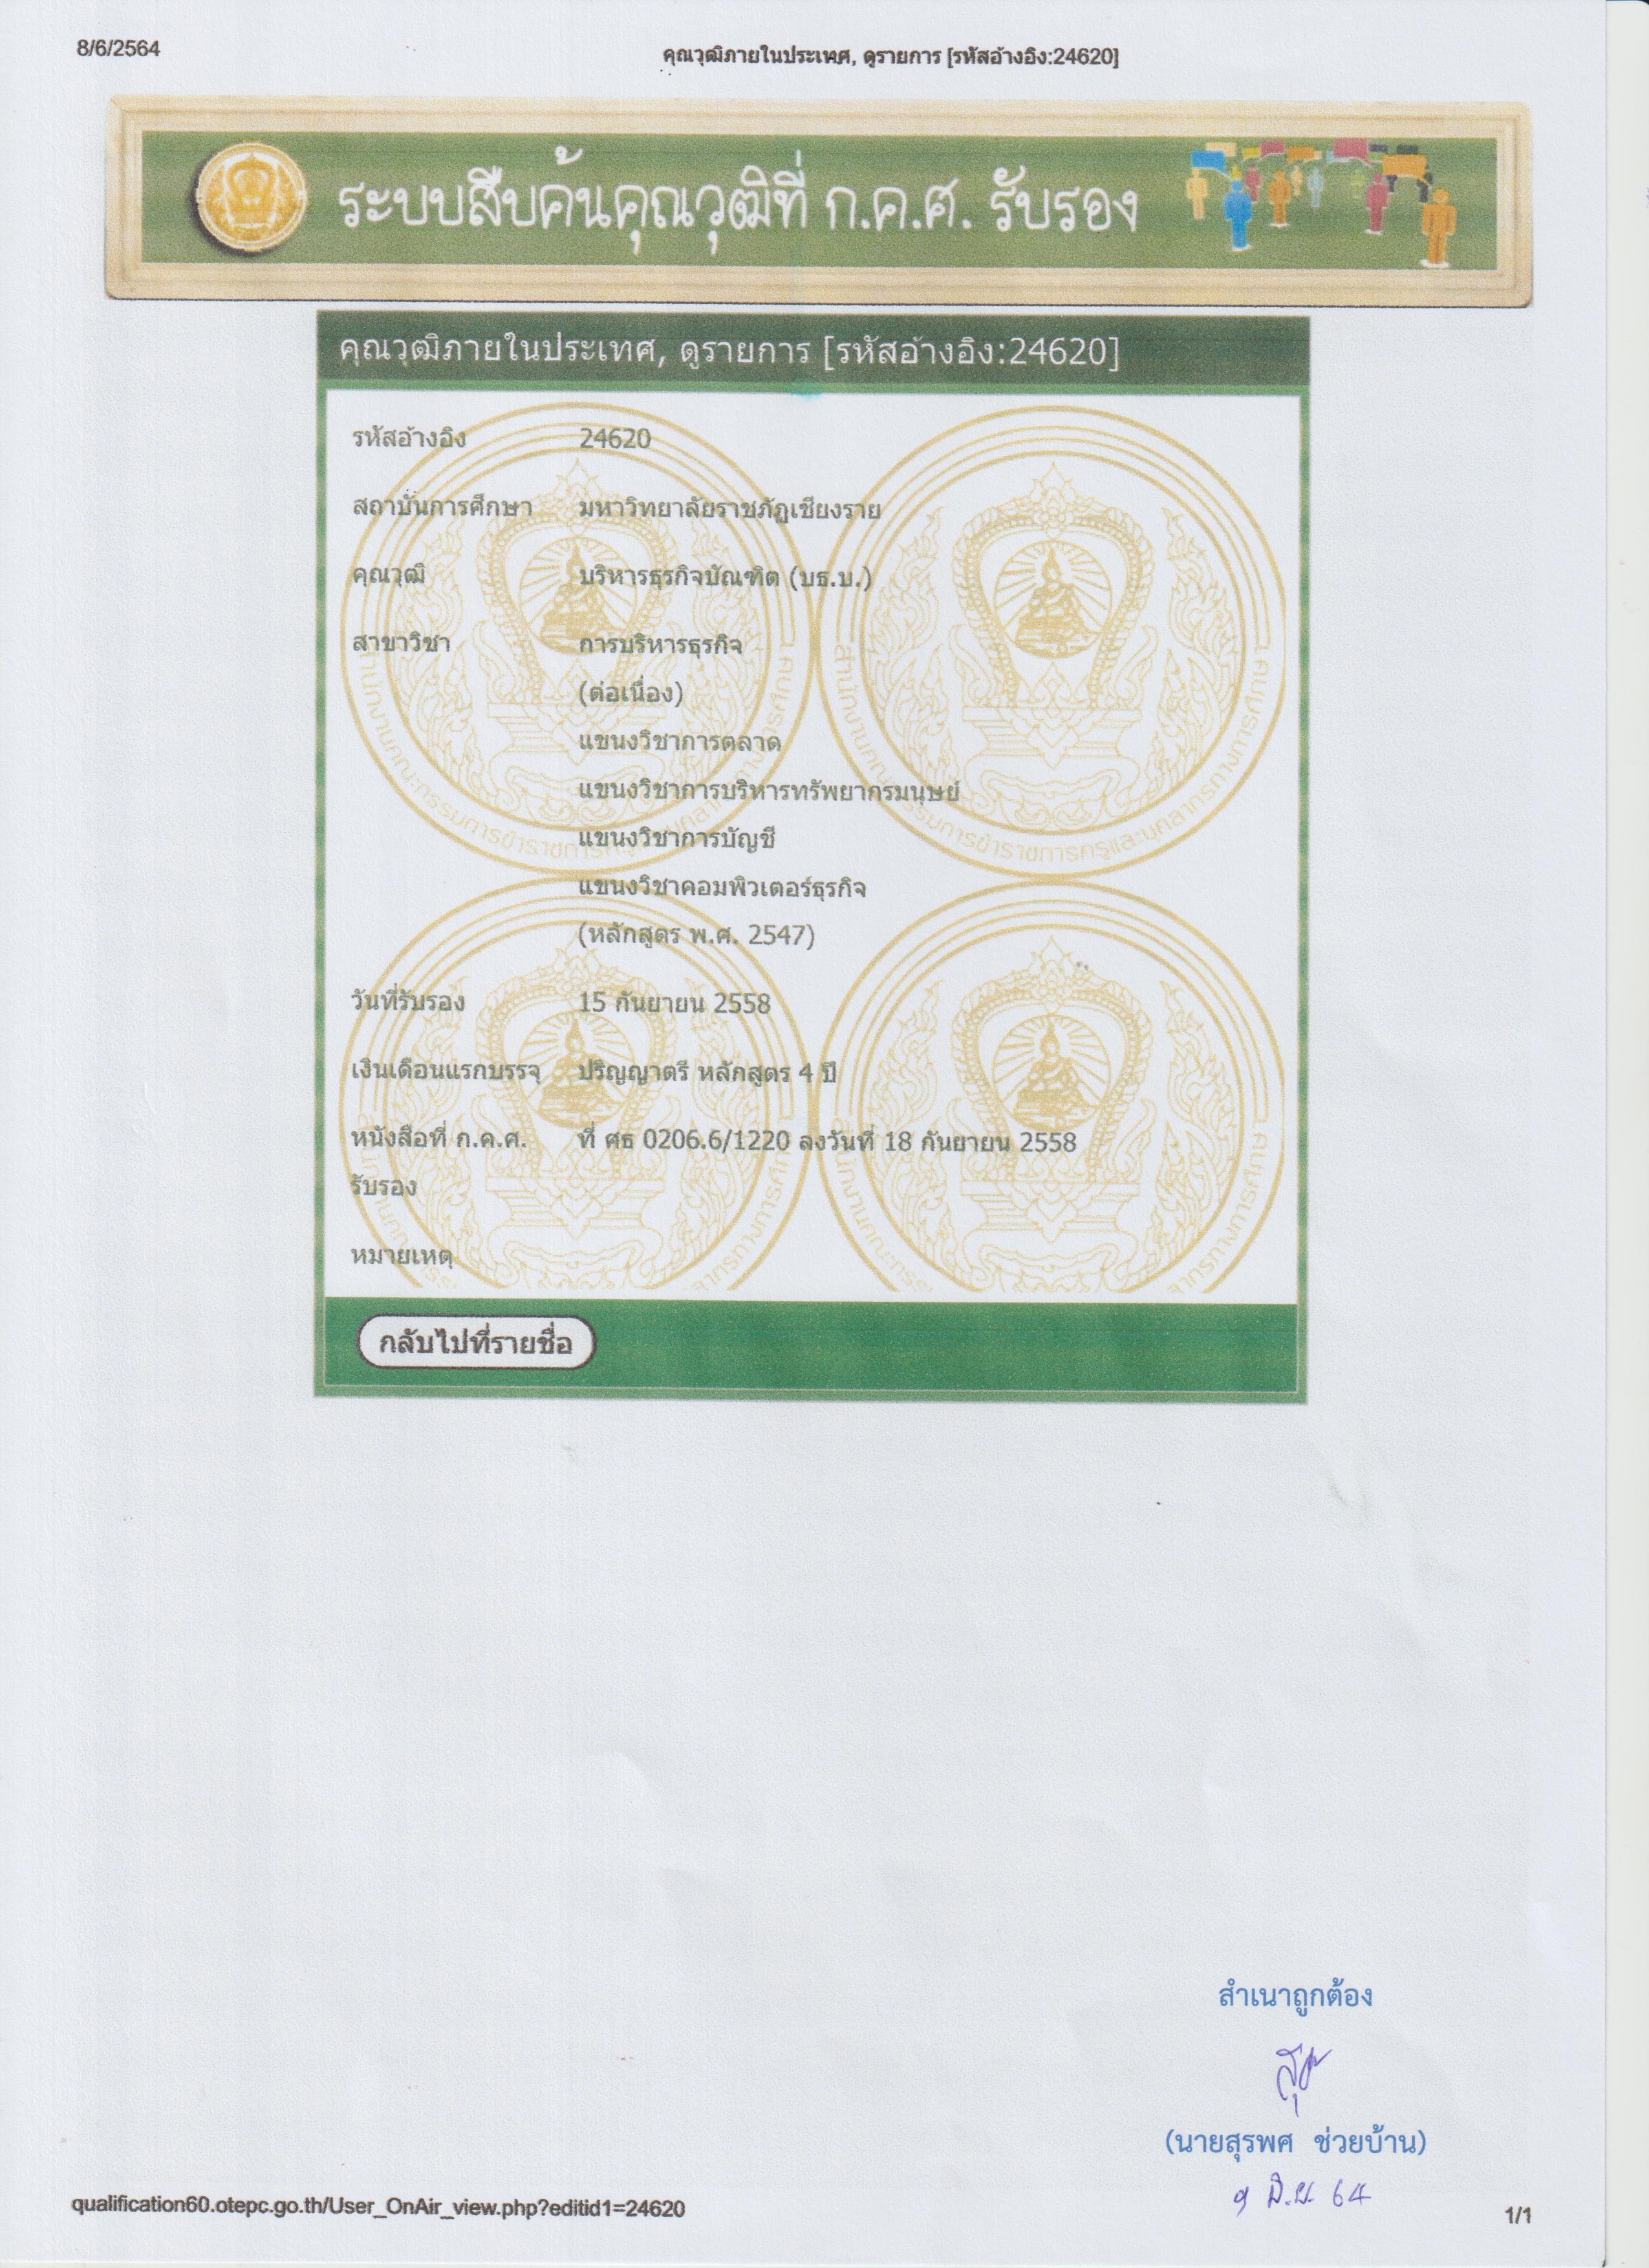 8/6/2564
คุณวุฒิภายในประเทศ, ดูรายการ [รหัสอ้างอิง:24620]
ระบบสืบค้นคุณวุฒิที่ ก.ค.ศ. รับรอง
คุณวุฒิภายในประเทศ, ดูรายการ [รหัสอ้างอิง:24620]
รหัสอ้างอิง 24620
สถาบันการศึกษา มหาวิทยาลัยราชภัฏเชียงราย
คุณวุฒิ บริหารธุรกิจบัณฑิต (บธ.บ.)
สาขาวิชา การบริหารธุรกิจ
(ต่อเนื่อง)
แขนงวิชาการตลาด
แขนงวิชาการบริหารทรัพยากรมนุษย์
แขนงวิชาการบัญชี
แขนงวิชาคอมพิวเตอร์ธุรกิจ
(หลักสูตร พ.ศ. 2547)
วันที่รับรอง 15 กันยายน 2558
เงินเดือนแรกบรรจุ ปริญญาตรี หลักสูตร 4 ปี
หนังสือที่ ก.ค.ศ. ที่ ศธ 0206.6/1220 ลงวันที่ 18 กันยายน 2558
รับรอง
หมายเหตุ
กลับไปที่รายชื่อ
สำเนาถูกต้อง
(นายสุรพศ ช่วยบ้าน)
๑ มิ.ย. 64
qualification60.otepc.go.th/User_OnAir_view.php?editid1=24620
1/1